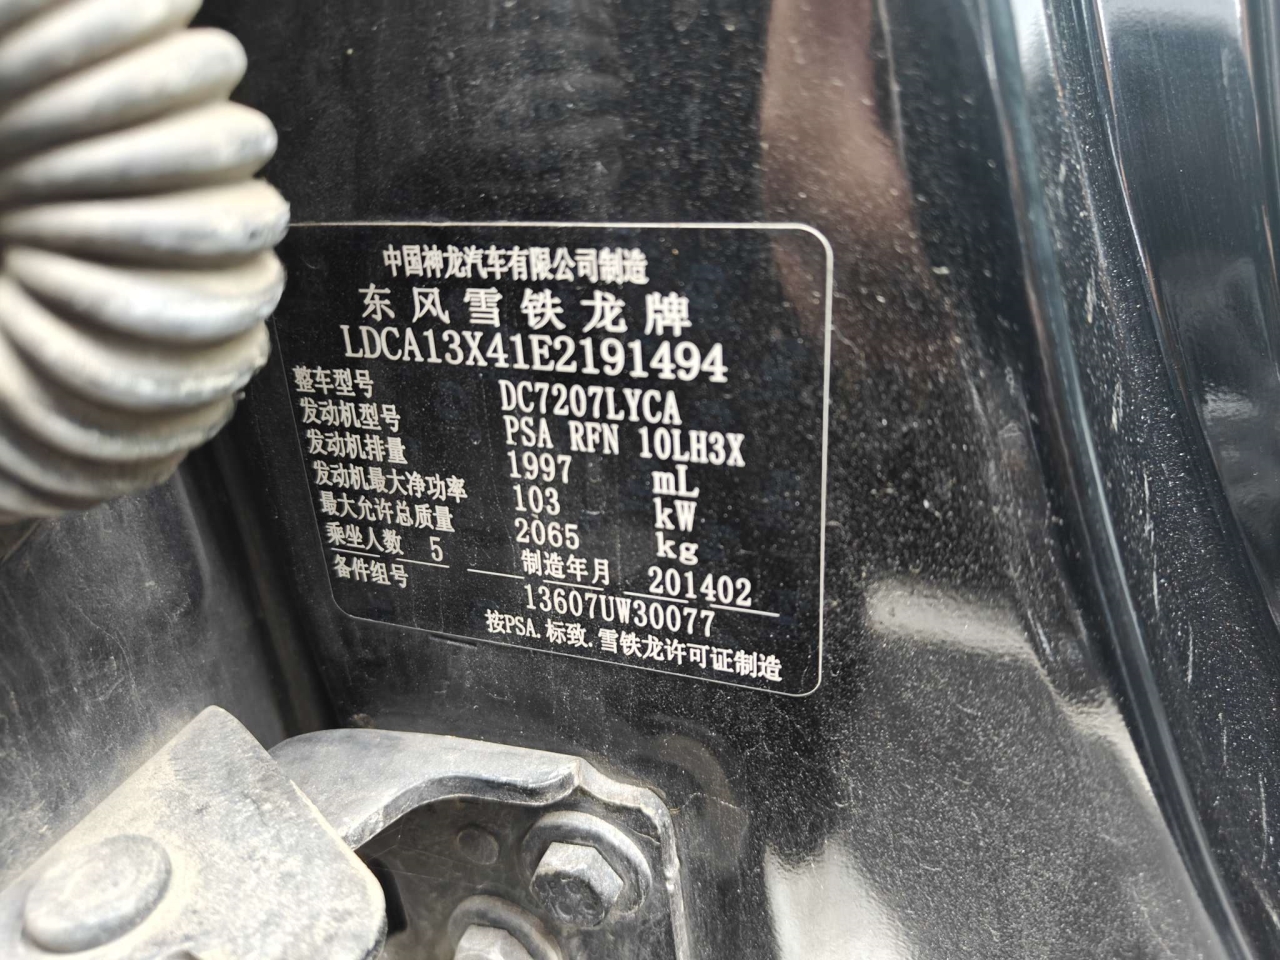 中国神龙汽车有限公司制造
东风雪铁龙牌
LDCA13X41E2191494
整车型号 DC7207LYCA
发动机型号 PSA RFN 10LH3X
发动机排量 1997 mL
发动机最大净功率 103 kW
最大允许总质量 2065 kg
乘坐人数 5 制造年月 201402
备件组号 13607UW30077
按PSA.标致.雪铁龙许可证制造